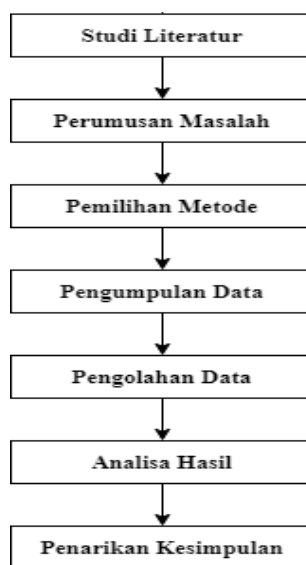 Studi Literatur
Perumusan Masalah
Pemilihan Metode
Pengumpulan Data
Pengolahan Data
Analisa Hasil
Penarikan Kesimpulan